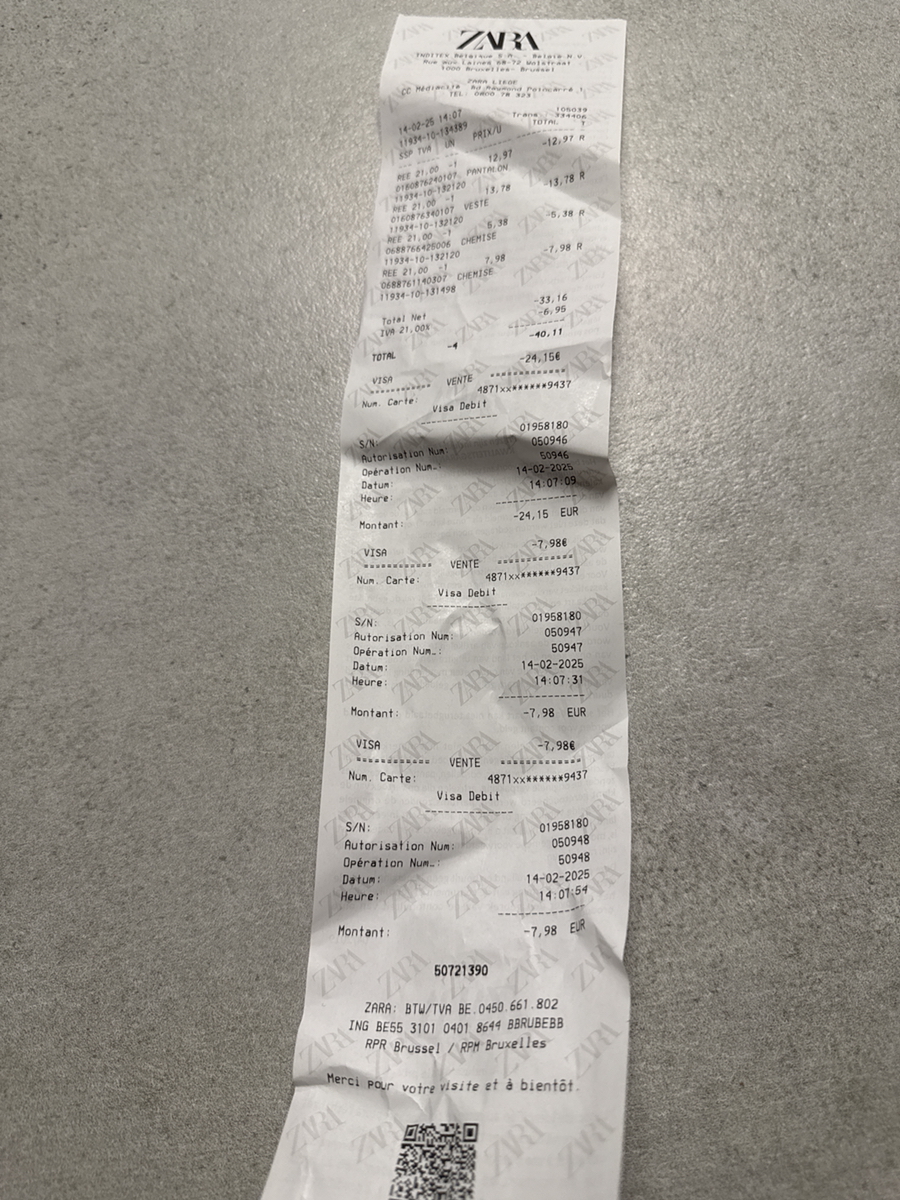 ZARA
INDITEX Belgique S.A. - Belgie N.V
Rue aux Laines 68-72 Wolstraat
1000 Bruxelles- Brussel
ZARA LIEGE
CC Médiacité Bd Raymond Poincarré 1
TEL: 0800 78 323
105039
14-02-25 14:07 Trans: 334406
11934-10-134389 TOTAL T
SSP TVA UN PRIX/U
-12,97 R
REE 21.00 -1 12,97
0160876240107 PANTALON
11934-10-132120 -13,78 R
REE 21.00 -1 13,78
0160876340107 VESTE
11934-10-132120 -5,38 R
REE 21.00 -1 5,38
0688766425006 CHEMISE
11934-10-132120 -7,98 R
REE 21.00 -1 7,98
0688761140307 CHEMISE
11934-10-131498
Total Net -33,16
IVA 21,00% -6,95
TOTAL -4 -40,11
VISA -24,15€
VENTE
Num. Carte: 4871xx******9437
Visa Debit
S/N: 01958180
Autorisation Num: 050946
Opération Num.: 50946
Datum: 14-02-2025
Heure: 14:07:09
Montant: -24,15 EUR
VISA -7,98€
VENTE
Num. Carte: 4871xx******9437
Visa Debit
S/N: 01958180
Autorisation Num: 050947
Opération Num.: 50947
Datum: 14-02-2025
Heure: 14:07:31
Montant: -7,98 EUR
VISA -7,98€
VENTE
Num. Carte: 4871xx******9437
Visa Debit
S/N: 01958180
Autorisation Num: 050948
Opération Num.: 50948
Datum: 14-02-2025
Heure: 14:07:54
Montant: -7,98 EUR
50721390
ZARA: BTW/TVA BE.0450.661.802
ING BE55 3101 0401 8644 BBRUBEBB
RPR Brussel / RPM Bruxelles
Merci pour votre visite et à bientôt.